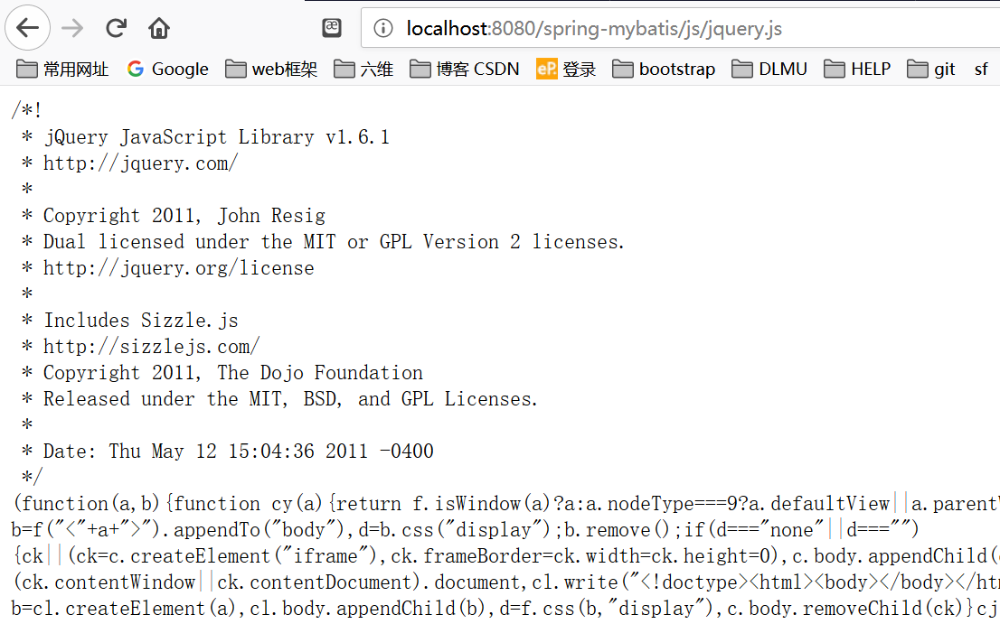 æ
localhost:8080/spring-mybatis/js/jquery.js
常用网址 G Google web框架 六维 博客 CSDN eP. 登录 bootstrap DLMU HELP git sf
/*!
 * jQuery JavaScript Library v1.6.1
 * http://jquery.com/
 *
 * Copyright 2011, John Resig
 * Dual licensed under the MIT or GPL Version 2 licenses.
 * http://jquery.org/license
 *
 * Includes Sizzle.js
 * http://sizzlejs.com/
 * Copyright 2011, The Dojo Foundation
 * Released under the MIT, BSD, and GPL Licenses.
 *
 * Date: Thu May 12 15:04:36 2011 -0400
 */
(function(a,b){function cy(a){return f.isWindow(a)?a:a.nodeType===9?a.defaultView||a.parent
b=f("<"+a+">").appendTo("body"),d=b.css("display");b.remove();if(d==="none"||d==="")
{ck||(ck=c.createElement("iframe"),ck.frameBorder=ck.width=ck.height=0),c.body.appendChild(
(ck.contentWindow||ck.contentDocument).document,cl.write("<!doctype><html><body></body></
b=cl.createElement(a),cl.body.appendChild(b),d=f.css(b,"display"),c.body.removeChild(ck)}cj